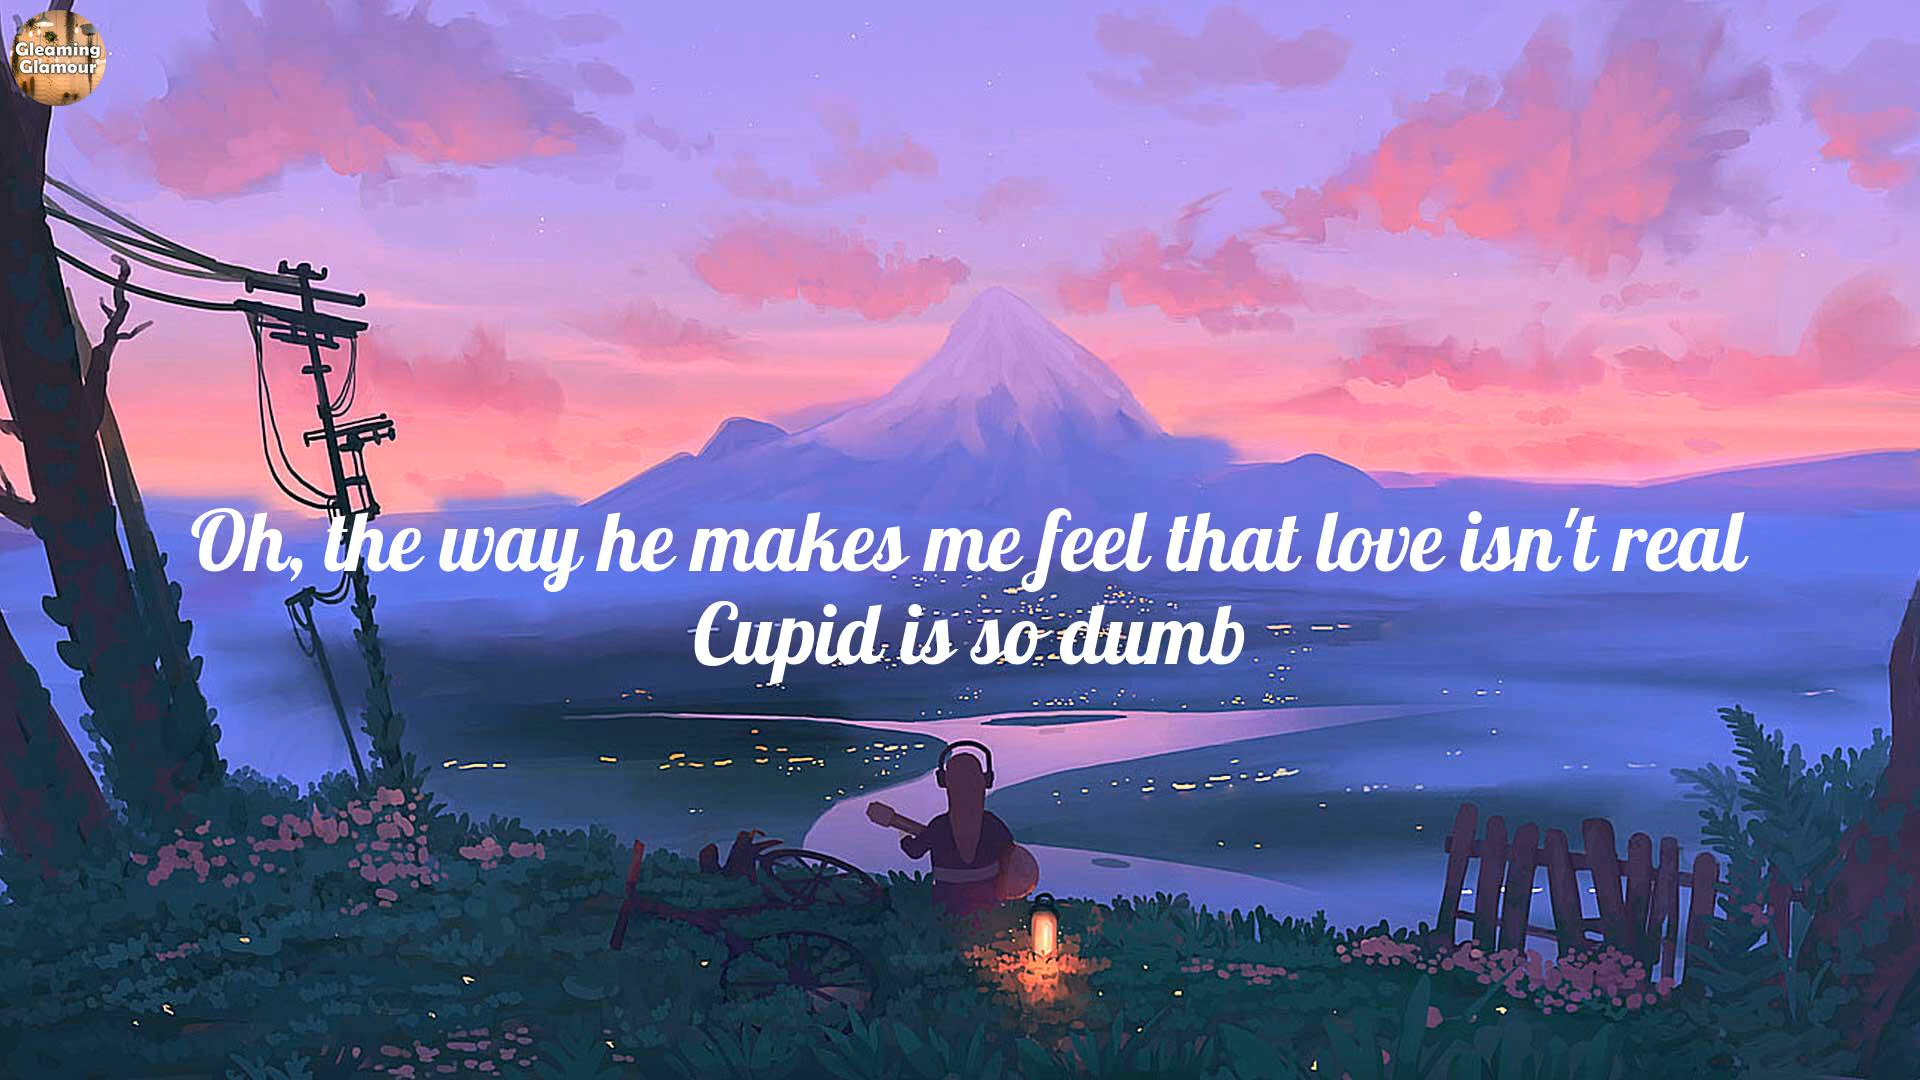 Gleaming
Glamour
Oh, the way he makes me feel that love isn't real
Cupid is so dumb